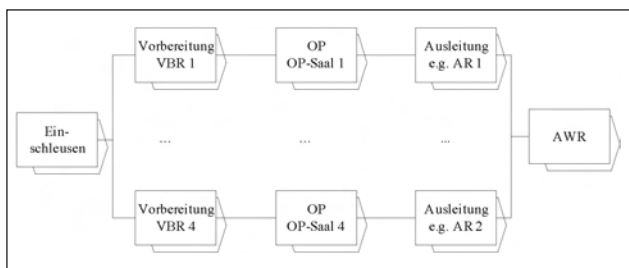 Vorbereitung
VBR 1
OP
OP-Saal 1
Ausleitung
e.g. AR 1
Ein-
schleusen
...
...
...
AWR
Vorbereitung
VBR 4
OP
OP-Saal 4
Ausleitung
e.g. AR 2